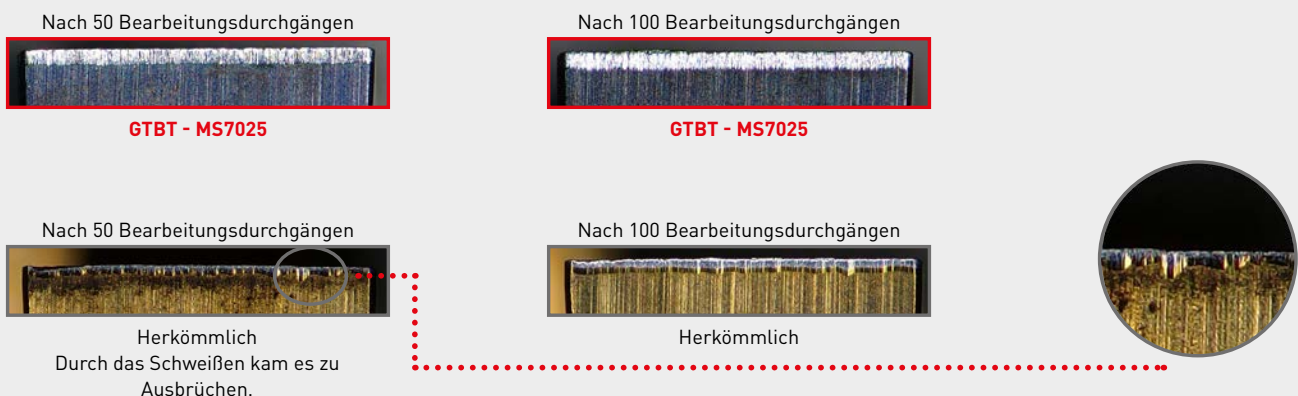 Nach 50 Bearbeitungsdurchgängen
Nach 100 Bearbeitungsdurchgängen
GTBT - MS7025
GTBT - MS7025
Nach 50 Bearbeitungsdurchgängen
Nach 100 Bearbeitungsdurchgängen
Herkömmlich
Durch das Schweißen kam es zu
Ausbrüchen.
Herkömmlich